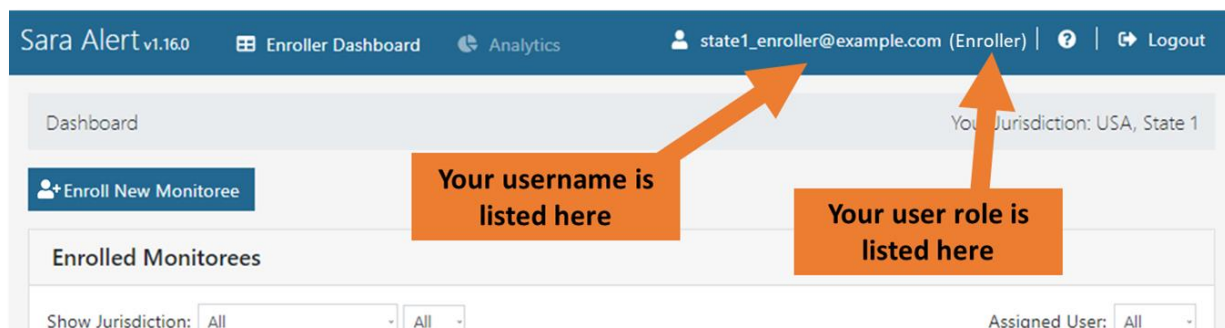 Sara Alert v1.16.0 Enroller Dashboard Analytics state1_enroller@example.com (Enroller) | ? | Logout
Dashboard Your Jurisdiction: USA, State 1
Enroll New Monitoree
Your username is
listed here
Your user role is
listed here
Enrolled Monitorees
Show Jurisdiction: All All Assigned User: All